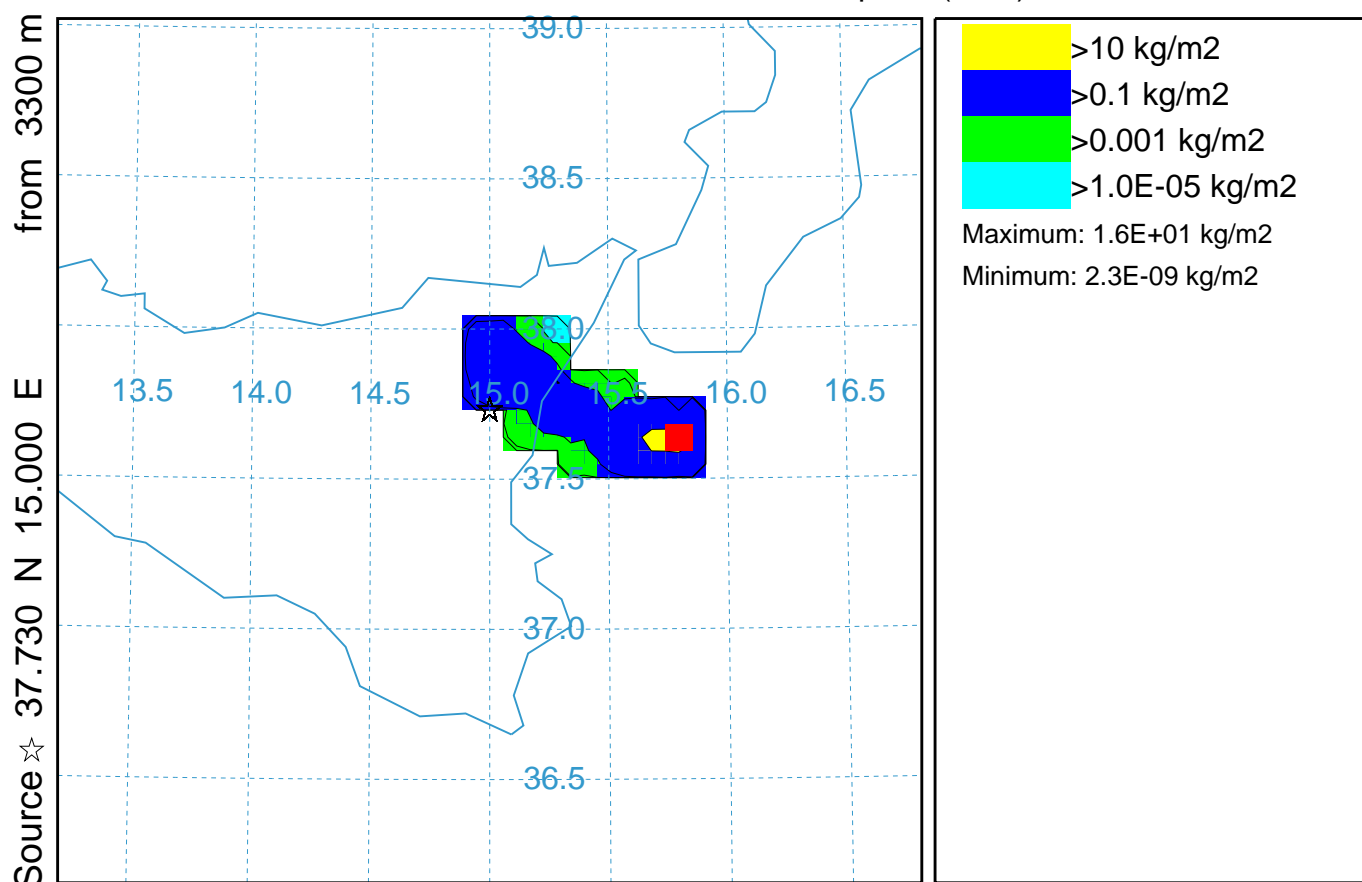 Source ☆ 37.730 N 15.000 E from 3300 m
39.0
38.5
38.0
13.5 14.0 14.5 15.0 15.5 16.0 16.5
37.5
37.0
36.5
>10 kg/m2
>0.1 kg/m2
>0.001 kg/m2
>1.0E-05 kg/m2
Maximum: 1.6E+01 kg/m2
Minimum: 2.3E-09 kg/m2